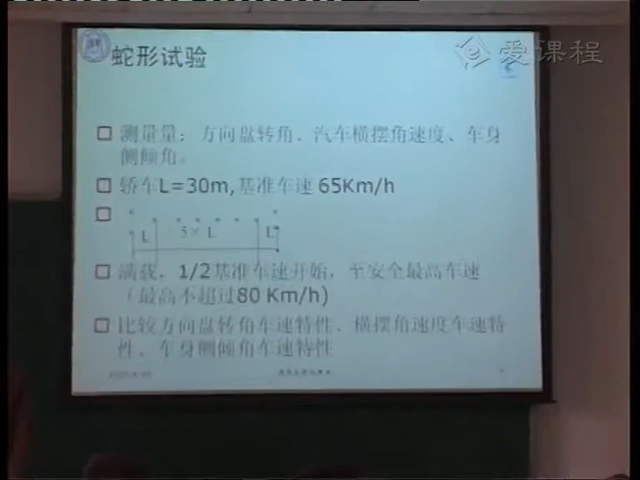 爱课程
蛇形试验
测量量：方向盘转角、汽车横摆角速度、车身
侧倾角。
轿车L=30m,基准车速 65Km/h
L 5×L L
满载，1/2基准车速开始，至安全最高车速
（最高不超过80 Km/h)
比较方向盘转角车速特性、横摆角速度车速特
性、车身侧倾角车速特性